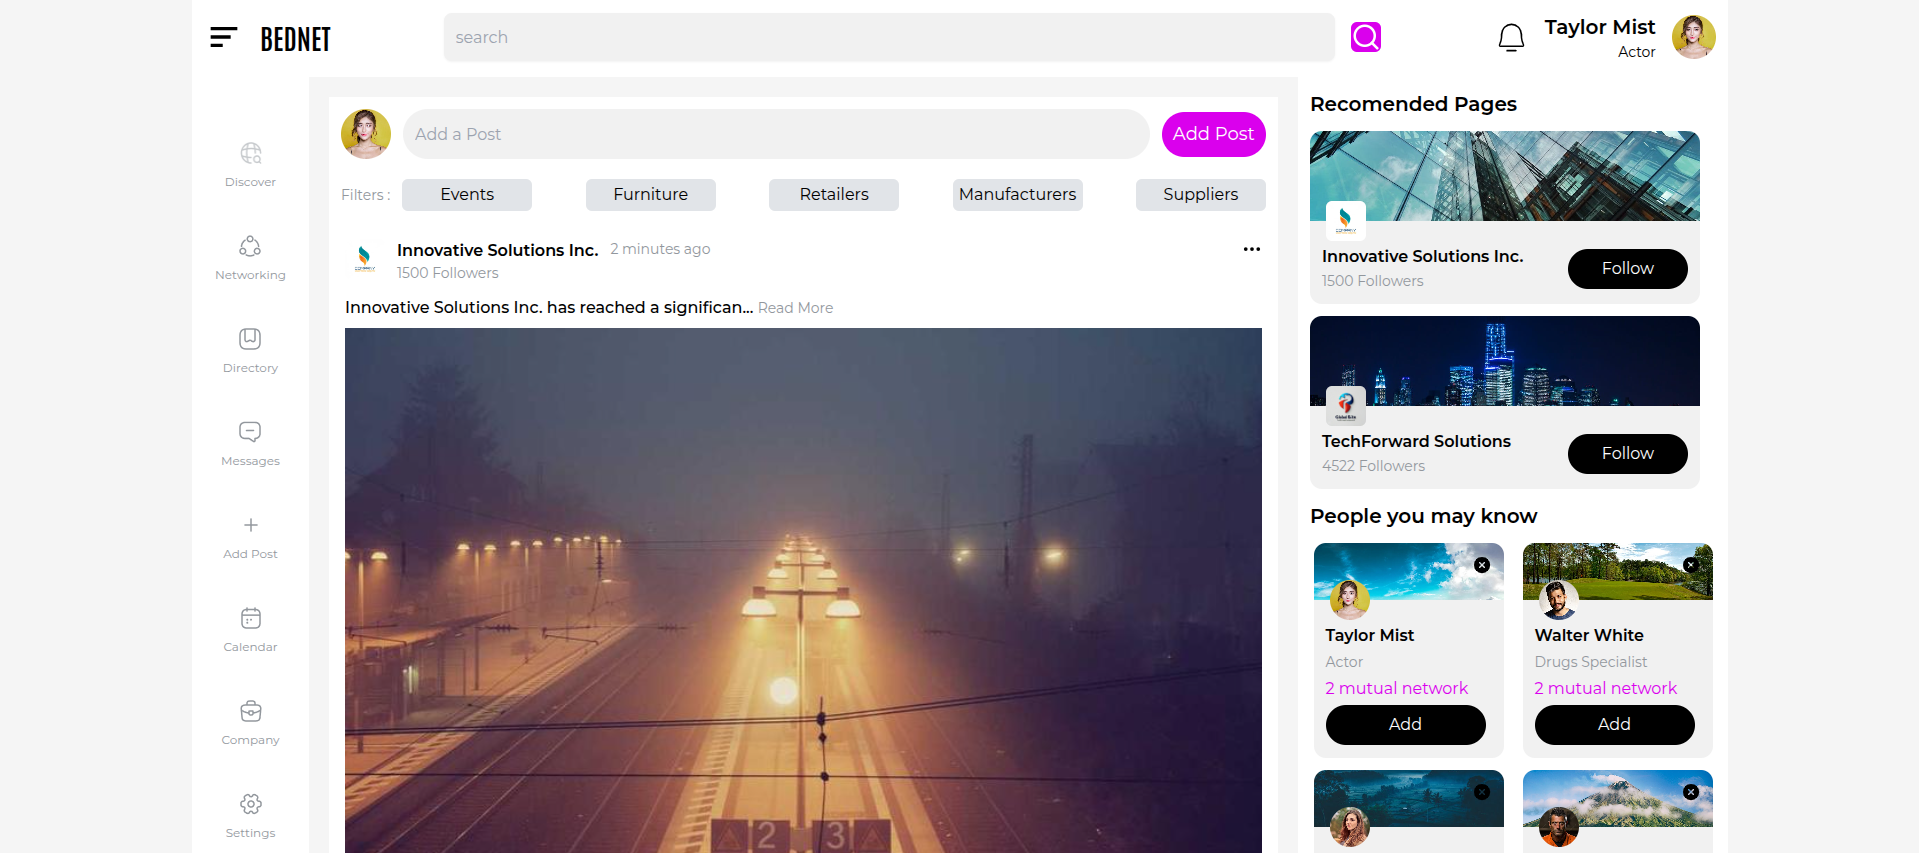 BEDNET
search
Taylor Mist
Actor
Discover
Networking
Directory
Messages
Add Post
Calendar
Company
Settings
Add a Post
Add Post
Filters :
Events
Furniture
Retailers
Manufacturers
Suppliers
Innovative Solutions Inc. 2 minutes ago
1500 Followers
Innovative Solutions Inc. has reached a significan... Read More
2 3
Recomended Pages
Innovative Solutions Inc.
1500 Followers
Follow
TechForward Solutions
4522 Followers
Follow
People you may know
Taylor Mist
Actor
2 mutual network
Add
Walter White
Drugs Specialist
2 mutual network
Add